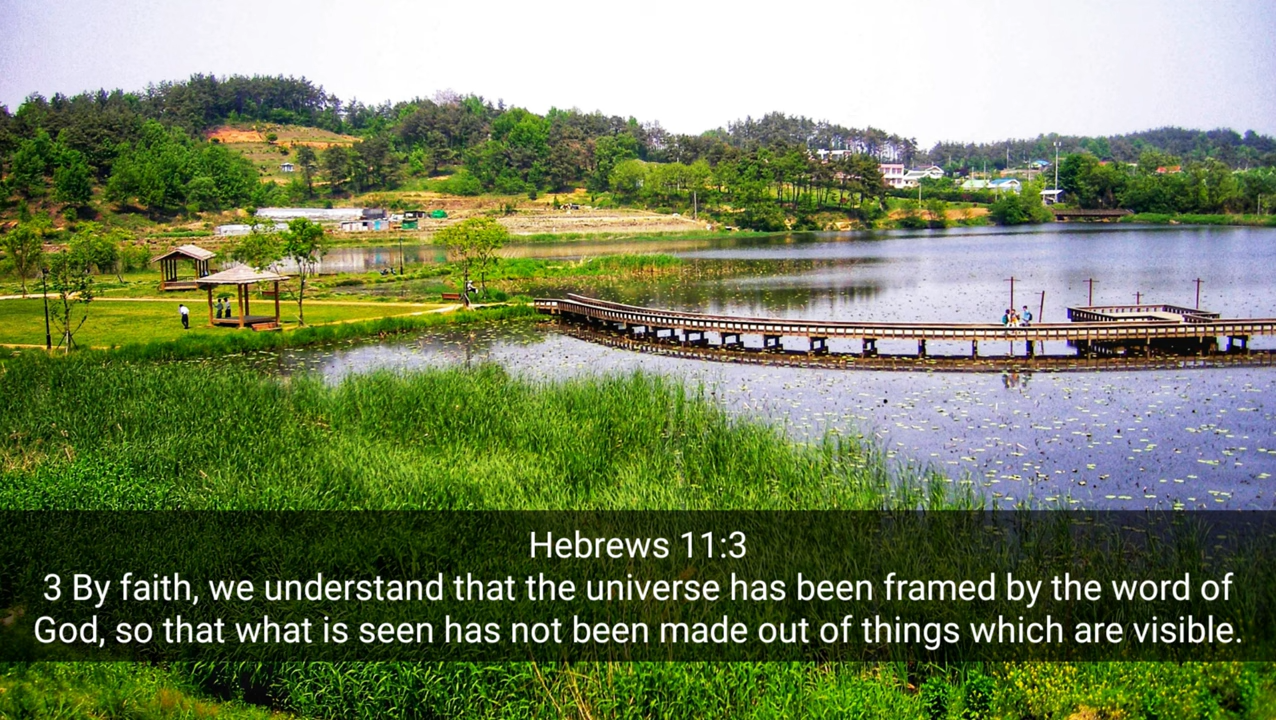 Hebrews 11:3
3 By faith, we understand that the universe has been framed by the word of
God, so that what is seen has not been made out of things which are visible.